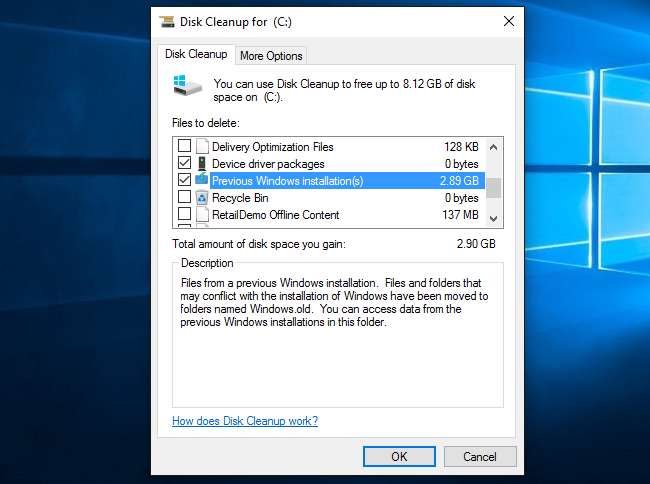 Disk Cleanup for (C:)
Disk Cleanup
More Options
You can use Disk Cleanup to free up to 8.12 GB of disk
space on (C:).
Files to delete:
Delivery Optimization Files 128 KB
Device driver packages 0 bytes
Previous Windows installation(s) 2.89 GB
Recycle Bin 0 bytes
RetailDemo Offline Content 137 MB
Total amount of disk space you gain: 2.90 GB
Description
Files from a previous Windows installation. Files and folders that
may conflict with the installation of Windows have been moved to
folders named Windows.old. You can access data from the
previous Windows installations in this folder.
How does Disk Cleanup work?
OK
Cancel